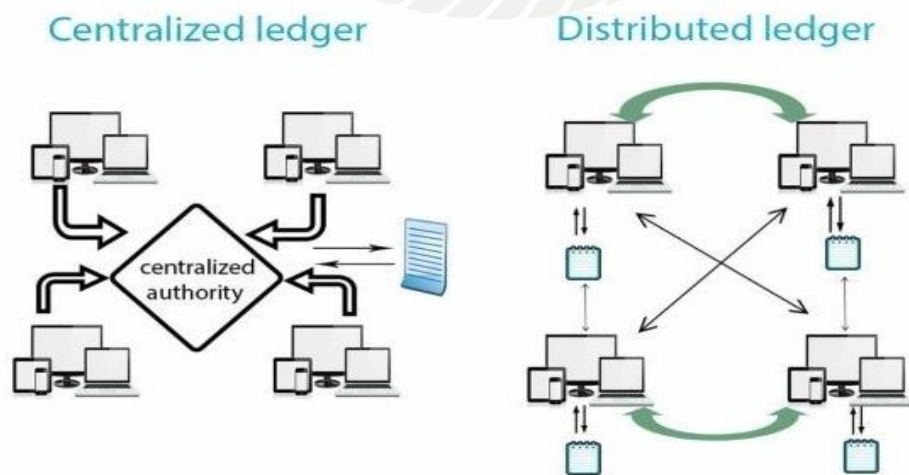 Centralized ledger
Distributed ledger
centralized
authority